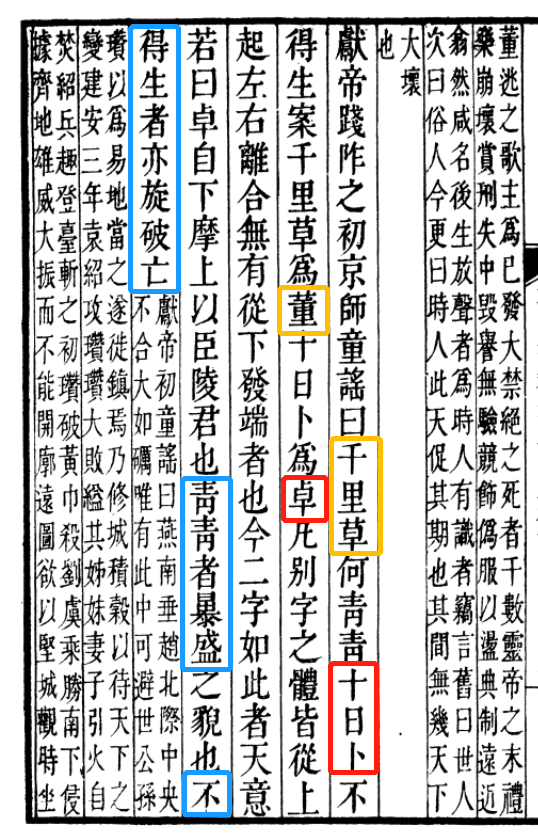 董逃之歌主爲已發大禁絕之死者千數靈帝之末禮
樂崩壞賞刑失中毀譽無驗競飾僞服以盪典制遠近
翕然咸名後生放聲者爲時人有識者竊言舊曰世人
次曰俗人今更曰時人此天促其期也其間無幾天下
大壞
也
獻帝踐阼之初京師童謠曰千里草何靑靑十日卜不
得生案千里草爲董十日卜爲卓凡别字之體皆從上
起左右離合無有從下發端者也今二字如此者天意
若曰卓自下摩上以臣陵君也靑靑者暴盛之貌也不
得生者亦旋破亡
獻帝初童謠曰燕南垂趙北際中央
不合大如礪唯有此中可避世公孫
瓚以爲易地當之遂徙鎮焉乃修城積穀以待天下之
變建安三年袁紹攻瓚瓚大敗縊其姊妹妻子引火自
焚紹兵趣登臺斬之初瓚破黃巾殺劉虞乘勝南下侵
據齊地雄威大振而不能開廓遠圖欲以堅城觀時坐